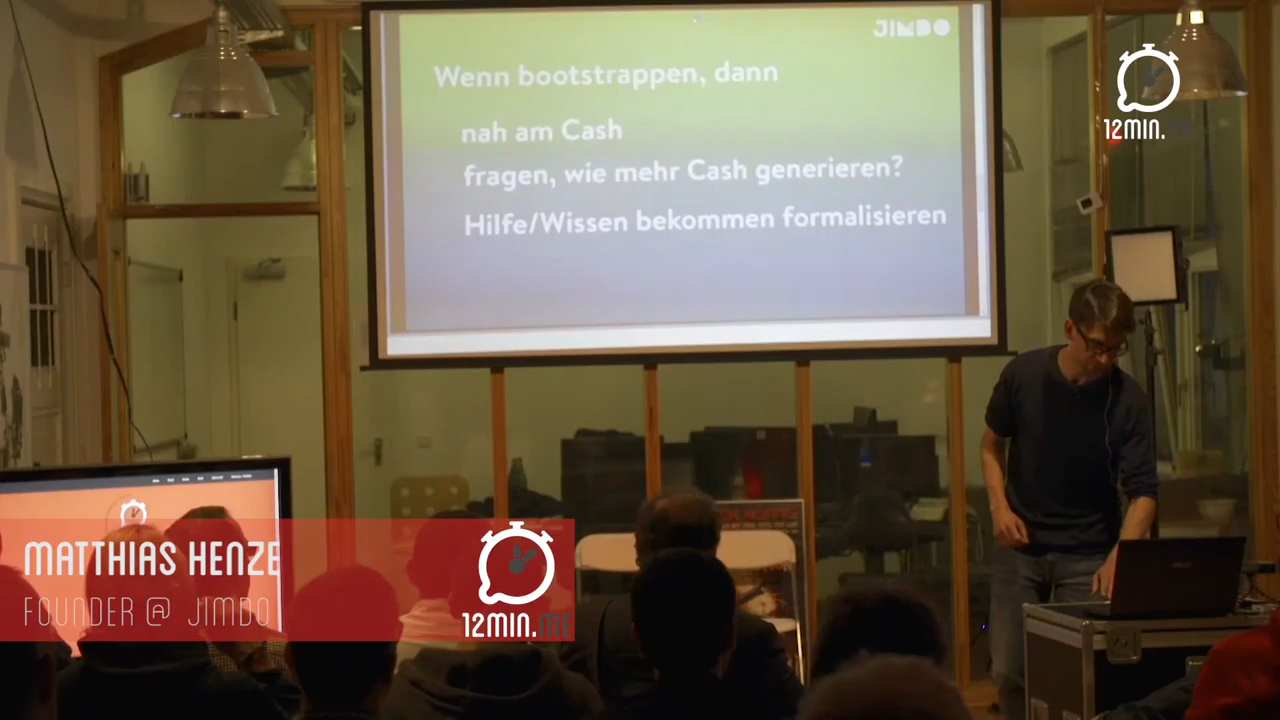 JIMDO
Wenn bootstrappen, dann
nah am Cash
fragen, wie mehr Cash generieren?
Hilfe/Wissen bekommen formalisieren
12MIN.ME
MATTHIAS HENZE
FOUNDER @ JIMDO
12MIN.ME